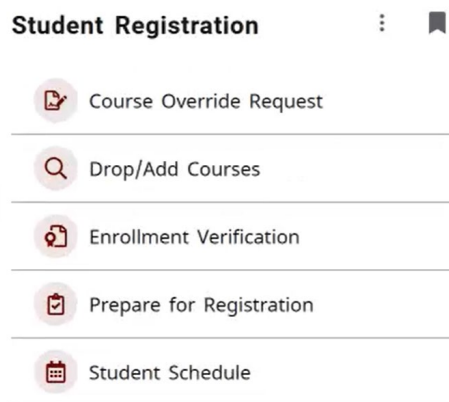 Student Registration
Course Override Request
Drop/Add Courses
Enrollment Verification
Prepare for Registration
Student Schedule